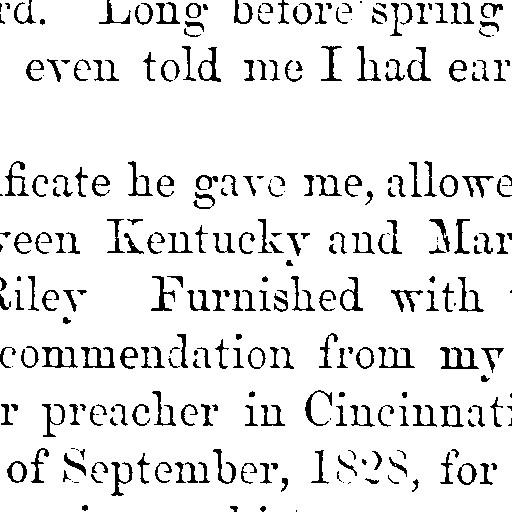 rd. Long before spring
even told me I had ear
ificate he gave me, allowe
veen Kentucky and Mar
Riley Furnished with
commendation from my
r preacher in Cincinnati
of September, 1828, for